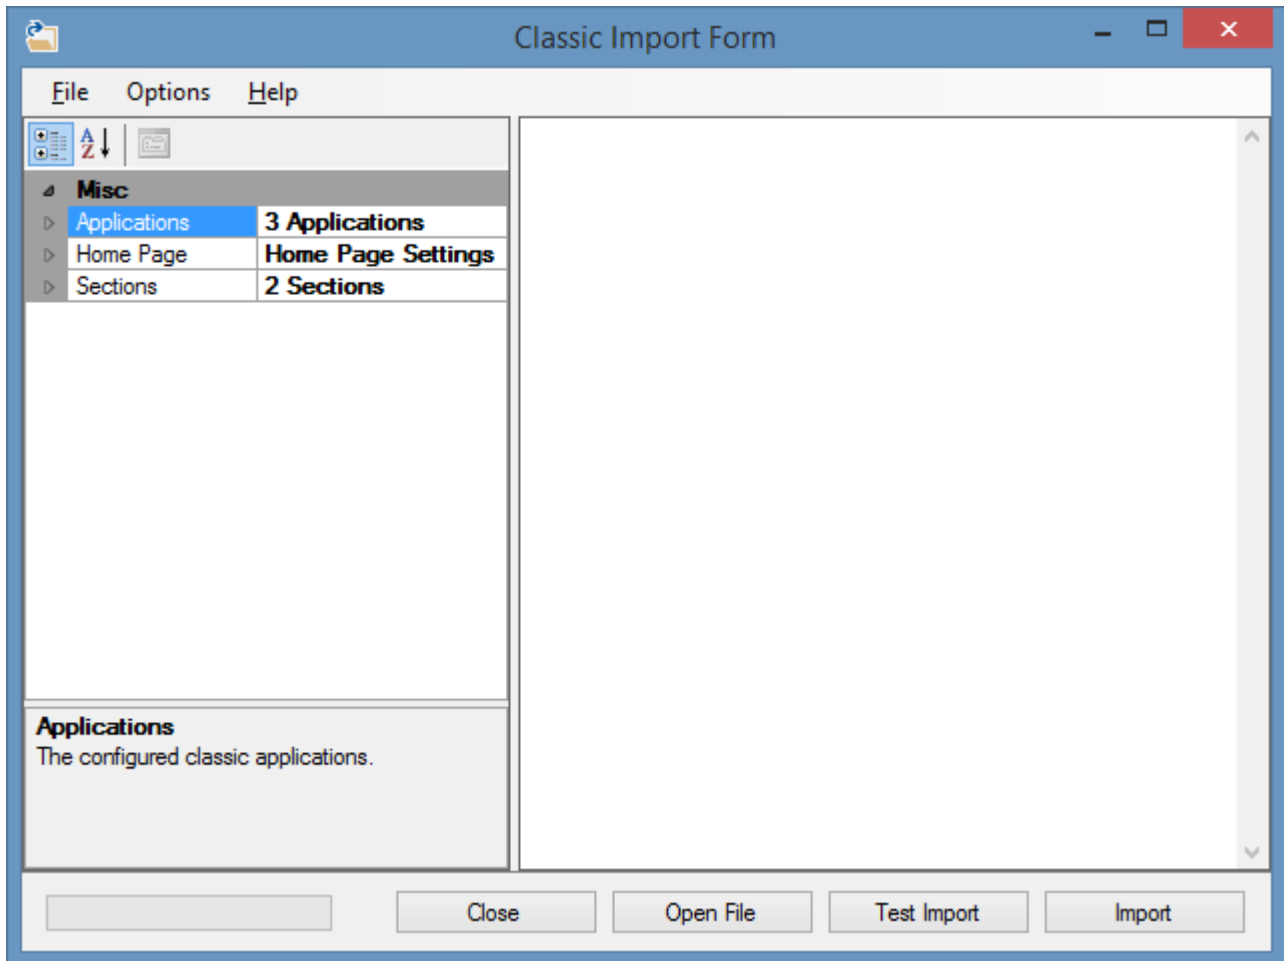 Classic Import Form
File Options Help
A
Z
Misc
Applications 3 Applications
Home Page Home Page Settings
Sections 2 Sections
Applications
The configured classic applications.
Close Open File Test Import Import